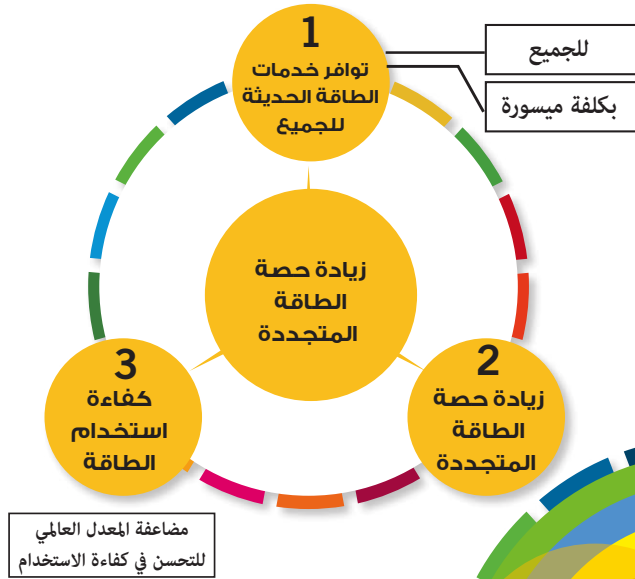 1
توافر خدمات
الطاقة الحديثة
للجميع
للجميع
بكلفة ميسورة
زيادة حصة
الطاقة
المتجددة
2
زيادة حصة
الطاقة
المتجددة
3
كفاءة
استخدام
الطاقة
مضاعفة المعدل العالمي
للتحسن في كفاءة الاستخدام